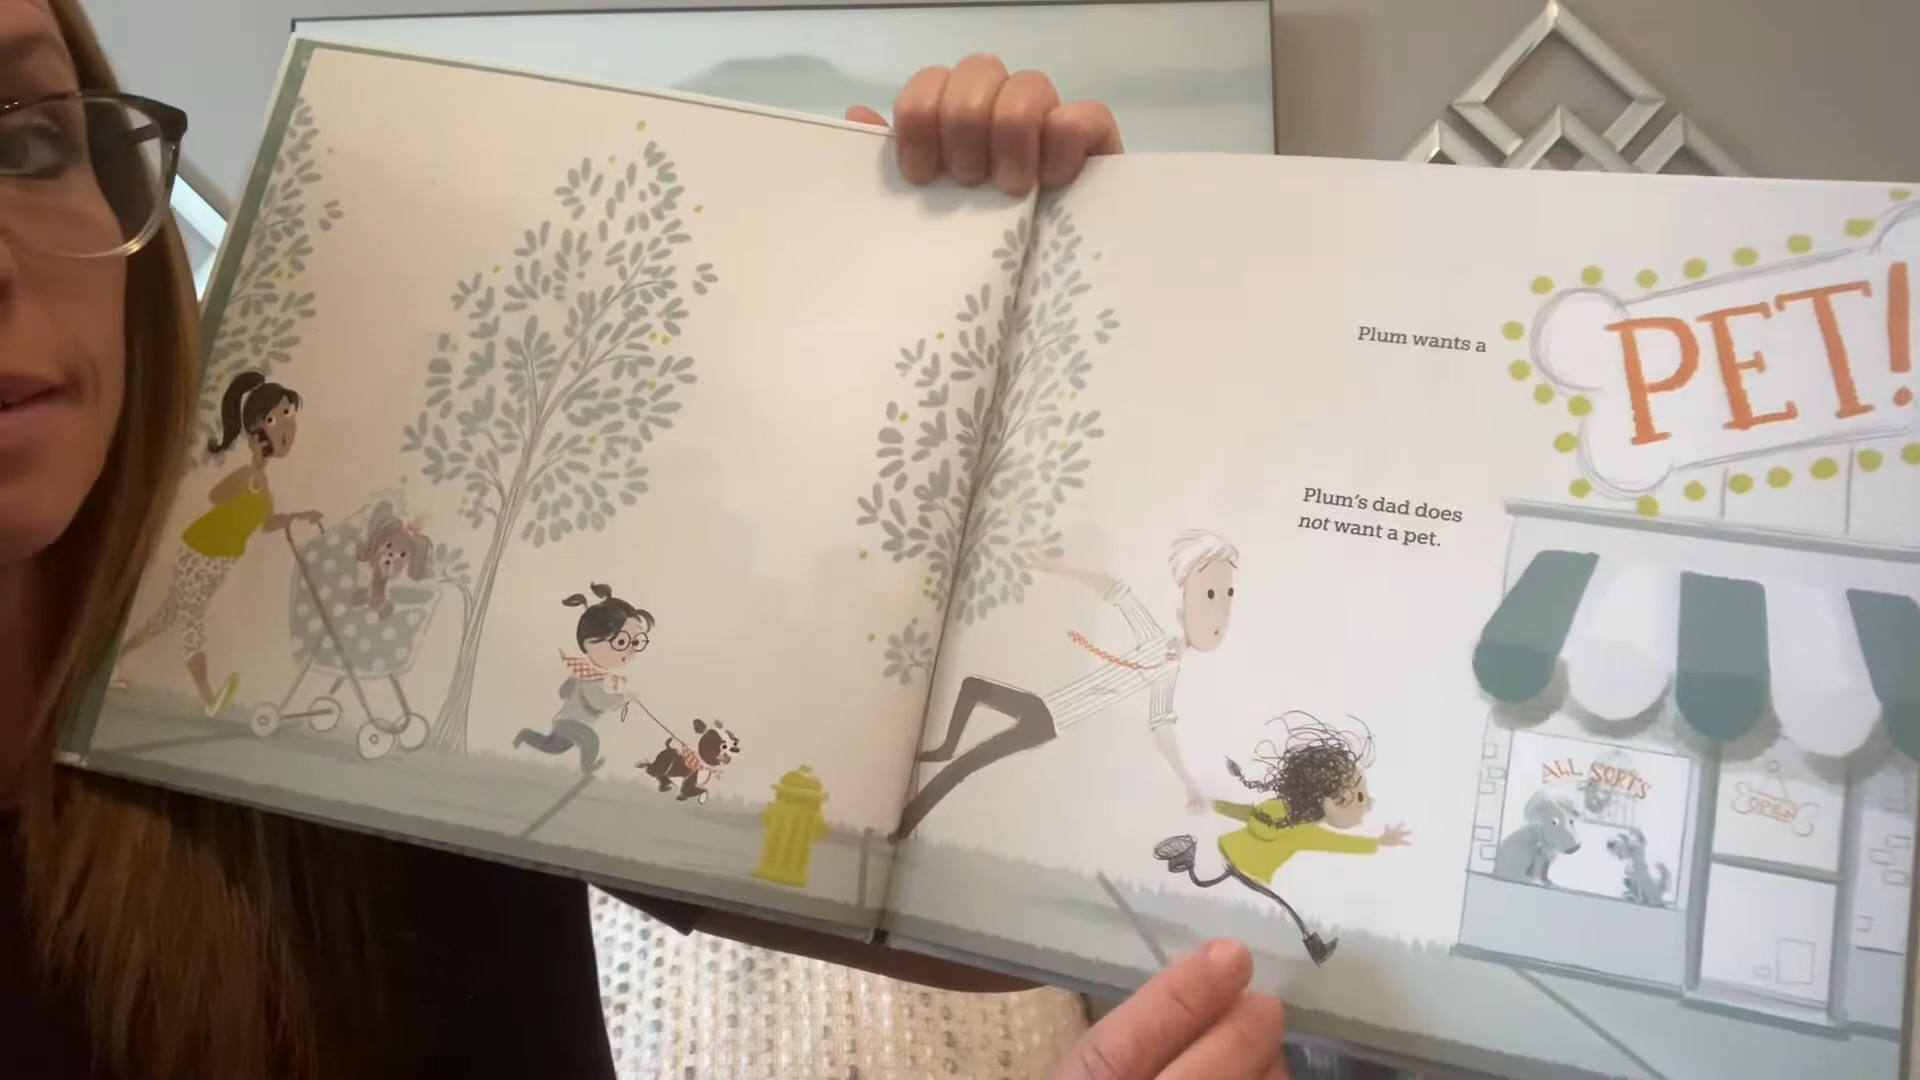 Plum wants a
PET!
Plum's dad does
not want a pet.
ALL SORTS
OPEN